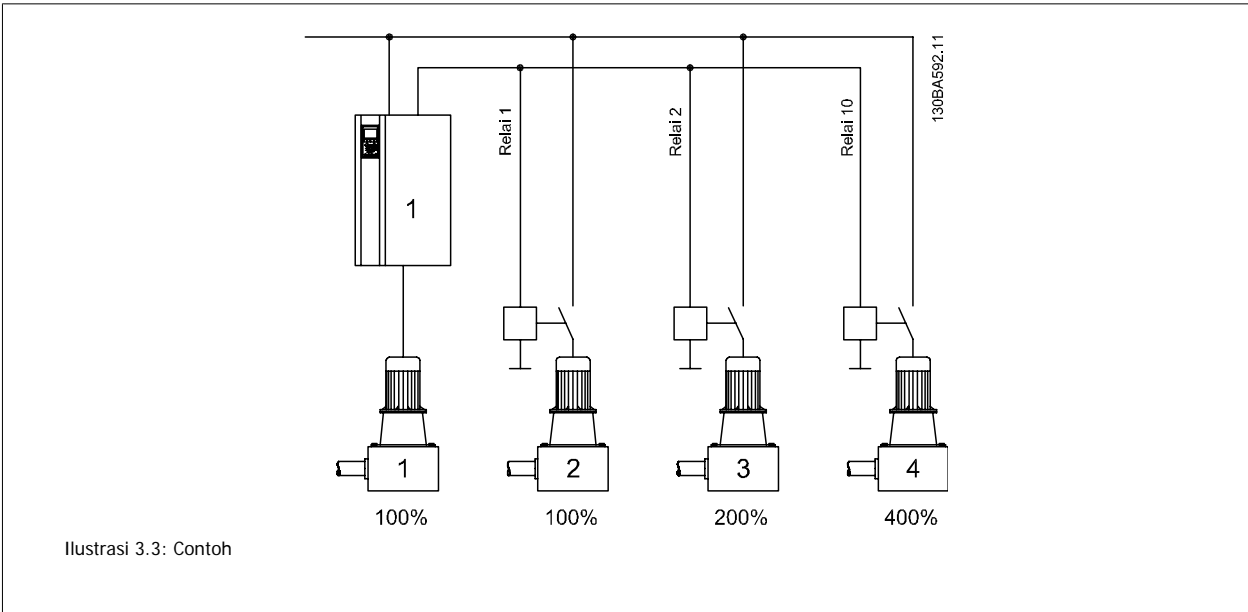 130BA592.11
Relai 1
Relai 2
Relai 10
1
1
2
3
4
100%
100%
200%
400%
Ilustrasi 3.3: Contoh